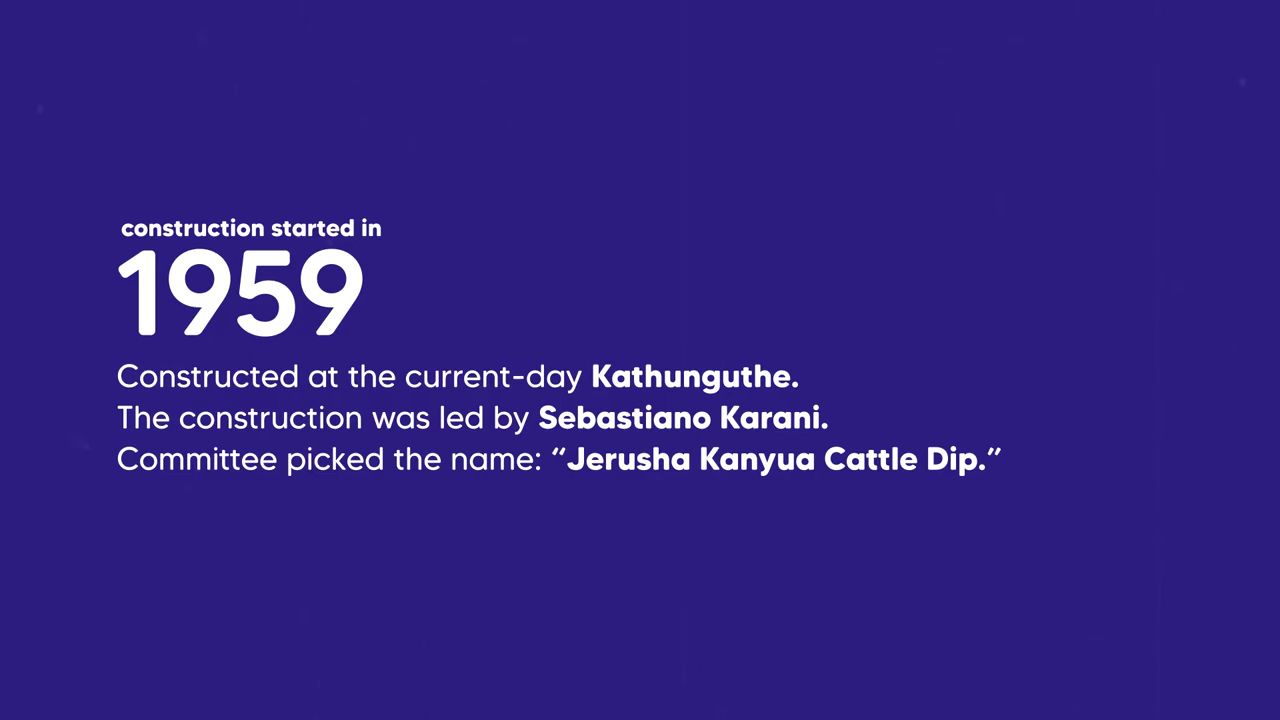 construction started in
1959
Constructed at the current-day Kathunguthe.
The construction was led by Sebastiano Karani.
Committee picked the name: “Jerusha Kanyua Cattle Dip.”